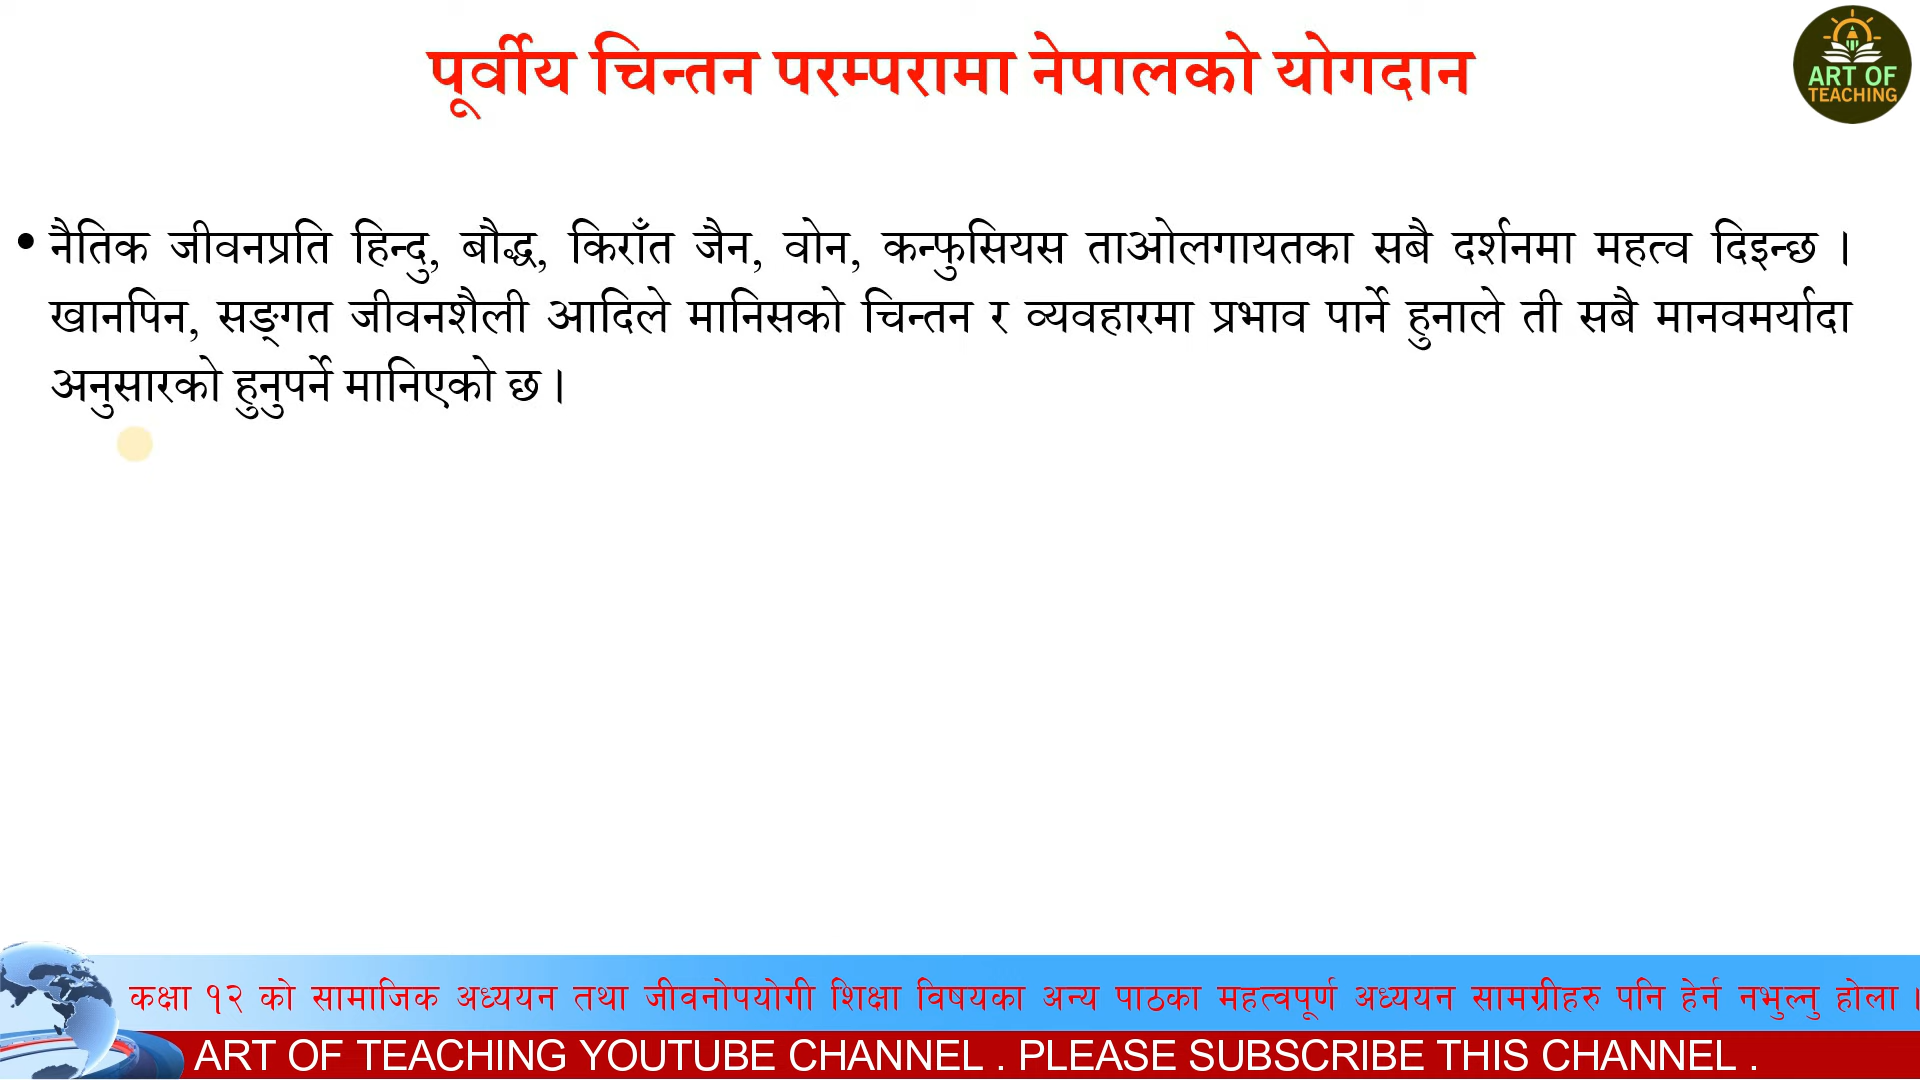 पूर्वीय चिन्तन परम्परामा नेपालको योगदान
ART OF
TEACHING
• नैतिक जीवनप्रति हिन्दु, बौद्ध, किराँत जैन, वोन, कन्फुसियस ताओलगायतका सबै दर्शनमा महत्व दिइन्छ ।
खानपिन, सङ्गत जीवनशैली आदिले मानिसको चिन्तन र व्यवहारमा प्रभाव पार्ने हुनाले ती सबै मानवमर्यादा
अनुसारको हुनुपर्ने मानिएको छ ।
कक्षा १२ को सामाजिक अध्ययन तथा जीवनोपयोगी शिक्षा विषयका अन्य पाठका महत्वपूर्ण अध्ययन सामग्रीहरु पनि हेर्न नभुल्नु होला ।
ART OF TEACHING YOUTUBE CHANNEL . PLEASE SUBSCRIBE THIS CHANNEL .